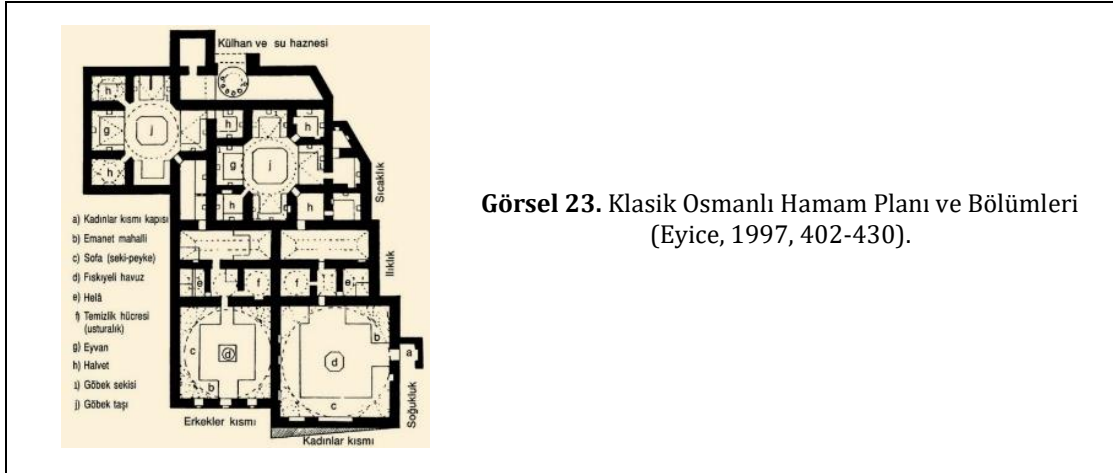 Külhan ve su haznesi
h
g
j
h
h
h
g
j
h
h
Sıcaklık
a) Kadınlar kısmı kapısı
b) Emanet mahalli
c) Sofa (seki-peyke)
d) Fıskıyeli havuz
e) Helâ
f) Temizlik hücresi
(usturalık)
g) Eyvan
h) Halvet
ı) Göbek sekisi
j) Göbek taşı
Ilıklık
e
f
f
e
c
d
b
d
b
a
c
Soğukluk
Erkekler kısmı
Kadınlar kısmı
Görsel 23. Klasik Osmanlı Hamam Planı ve Bölümleri
(Eyice, 1997, 402-430).